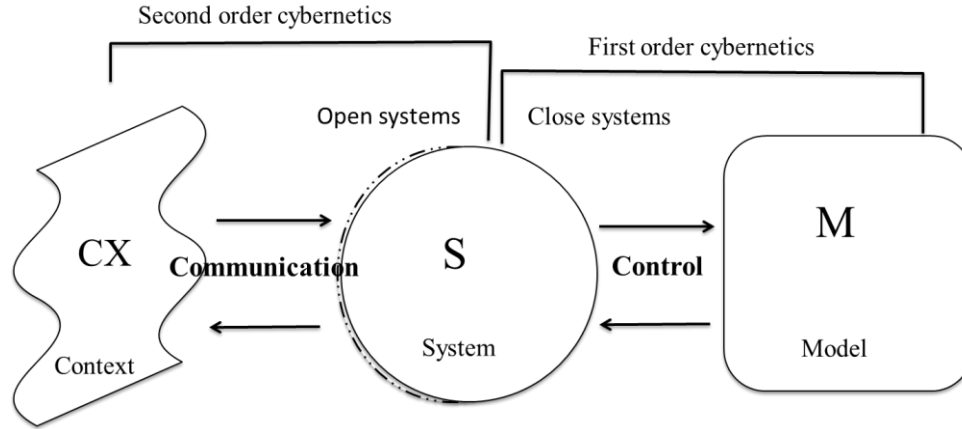 Second order cybernetics
First order cybernetics
Open systems
Close systems
CX
Communication
Context
S
System
Control
M
Model